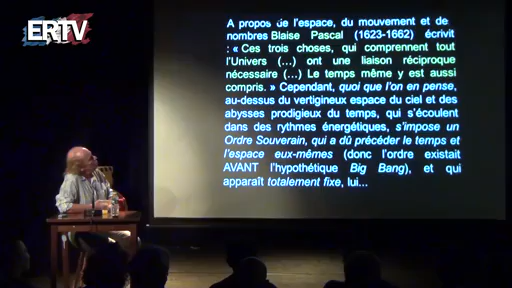 ERTV
A propos de l'espace, du mouvement et de
nombres Blaise Pascal (1623-1662) écrivit
: « Ces trois choses, qui comprennent tout
l'Univers (...) ont une liaison réciproque
nécessaire (...) Le temps même y est aussi
compris. » Cependant, quoi que l'on en pense,
au-dessus du vertigineux espace du ciel et des
abysses prodigieux du temps, qui s'écoulent
dans des rythmes énergétiques, s'impose un
Ordre Souverain, qui a dû précéder le temps et
l'espace eux-mêmes (donc l'ordre existait
AVANT l'hypothétique Big Bang), et qui
apparaît totalement fixe, lui...